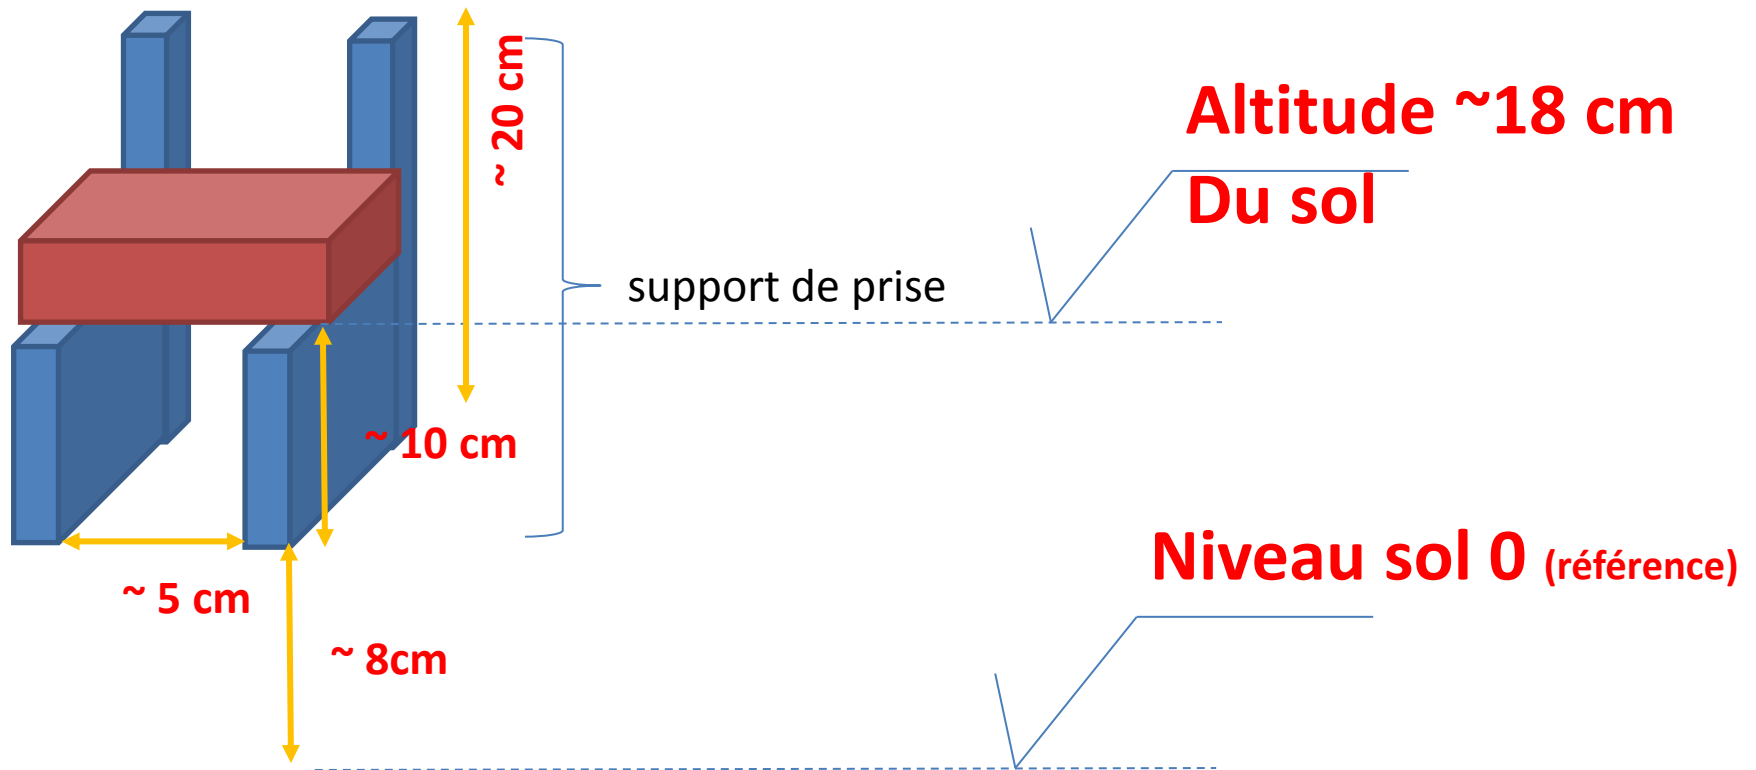 ~ 20 cm
Altitude ~18 cm
Du sol
support de prise
~ 10 cm
Niveau sol 0 (référence)
~ 5 cm
~ 8cm